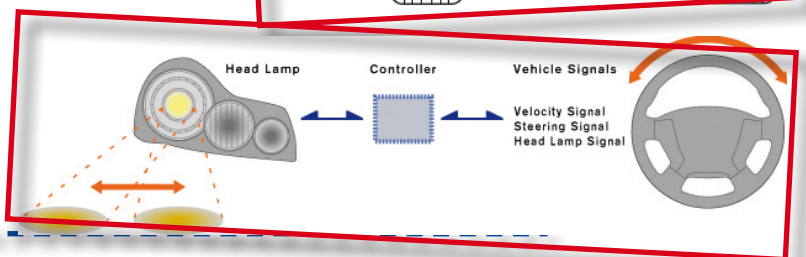 Head Lamp
Controller
Vehicle Signals
Velocity Signal
Steering Signal
Head Lamp Signal